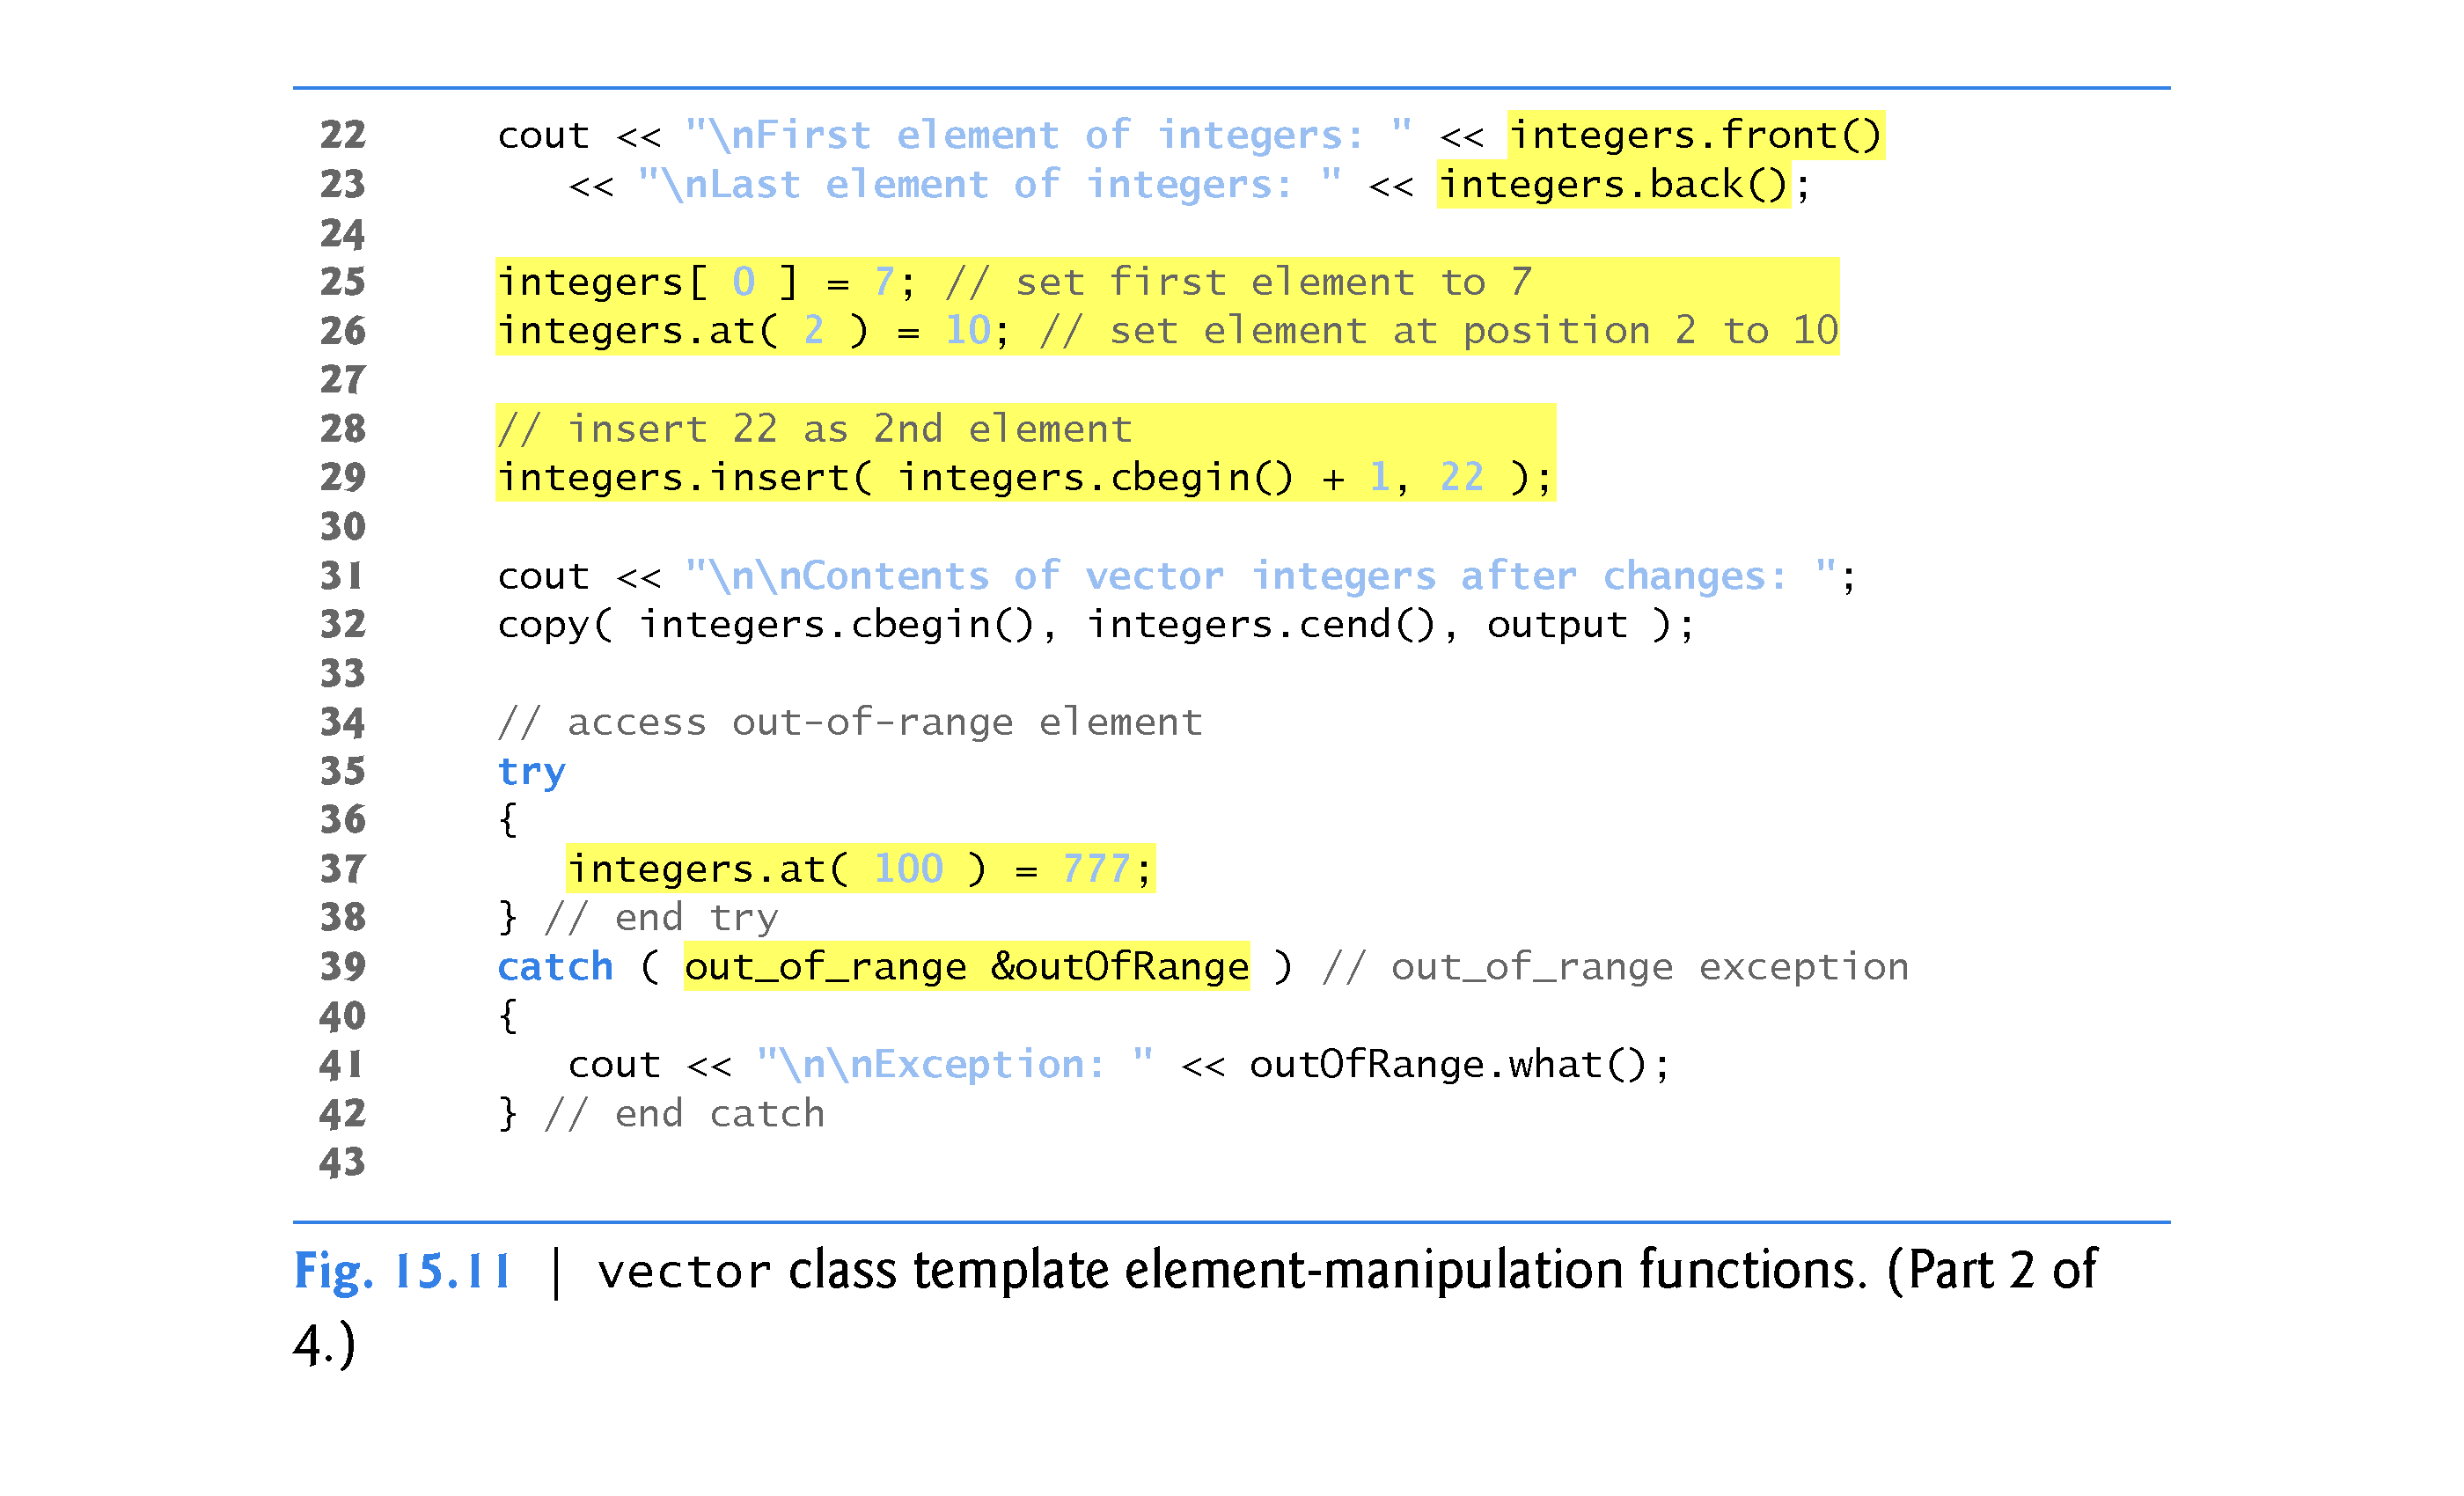 22 cout << "\nFirst element of integers: " << integers.front()
23 << "\nLast element of integers: " << integers.back();
24
25 integers[ 0 ] = 7; // set first element to 7
26 integers.at( 2 ) = 10; // set element at position 2 to 10
27
28 // insert 22 as 2nd element
29 integers.insert( integers.cbegin() + 1, 22 );
30
31 cout << "\n\nContents of vector integers after changes: ";
32 copy( integers.cbegin(), integers.cend(), output );
33
34 // access out-of-range element
35 try
36 {
37 integers.at( 100 ) = 777;
38 } // end try
39 catch ( out_of_range &outOfRange ) // out_of_range exception
40 {
41 cout << "\n\nException: " << outOfRange.what();
42 } // end catch
43
Fig. 15.11 | vector class template element-manipulation functions. (Part 2 of
4.)